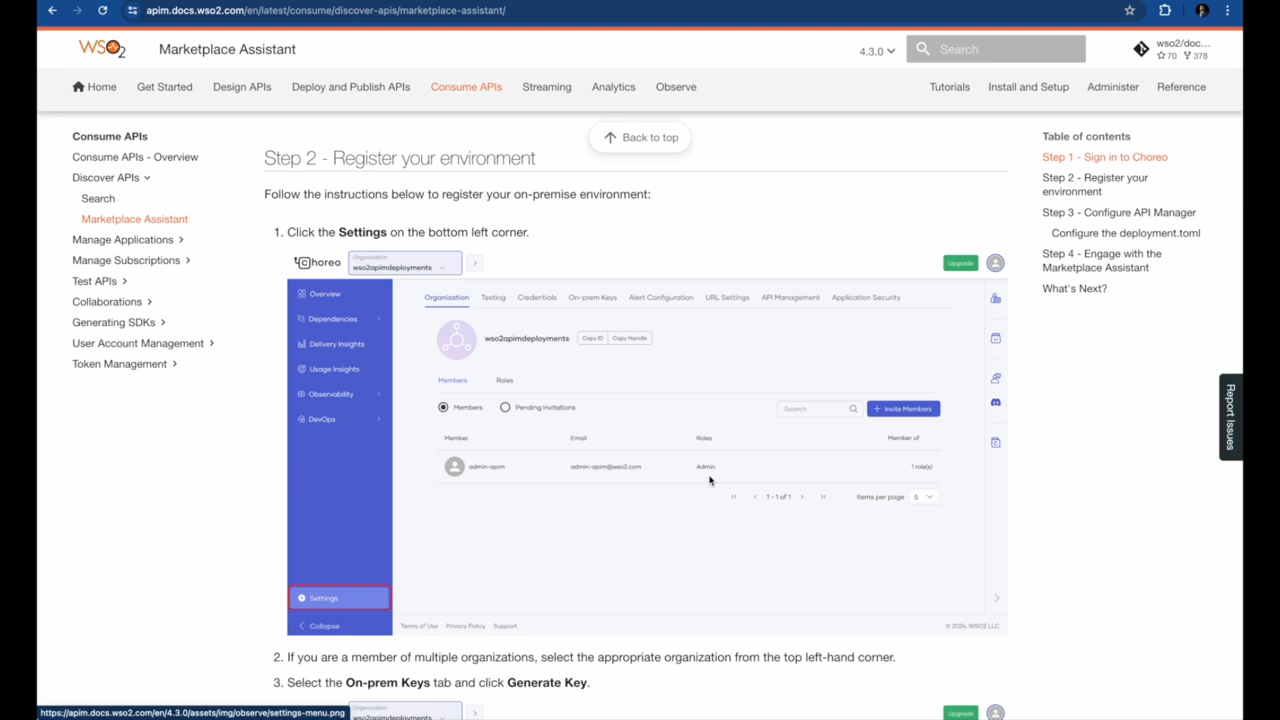 apim.docs.wso2.com/en/latest/consume/discover-apis/marketplace-assistant/
WSO2
Marketplace Assistant
4.3.0
Search
wso2/doc...
70 378
Home
Get Started
Design APIs
Deploy and Publish APIs
Consume APIs
Streaming
Analytics
Observe
Tutorials
Install and Setup
Administer
Reference
Consume APIs
Consume APIs - Overview
Discover APIs
Search
Marketplace Assistant
Manage Applications
Manage Subscriptions
Test APIs
Collaborations
Generating SDKs
User Account Management
Token Management
Back to top
Step 2 - Register your environment
Follow the instructions below to register your on-premise environment:
1. Click the Settings on the bottom left corner.
Choreo
Organization
wso2apimdeployments
Upgrade
Overview
Dependencies
Delivery Insights
Usage Insights
Observability
DevOps
Settings
Collapse
Organization
Testing
Credentials
On-prem Keys
Alert Configuration
URL Settings
API Management
Application Security
wso2apimdeployments
Copy ID
Copy Handle
Members
Roles
Members
Pending Invitations
Search
+ Invite Members
Member
Email
Roles
Member of
admin-apim
admin-apim@wso2.com
Admin
1 role(s)
1 - 1 of 1
Items per page
5
Terms of Use
Privacy Policy
Support
© 2024, WSO2 LLC.
2. If you are a member of multiple organizations, select the appropriate organization from the top left-hand corner.
3. Select the On-prem Keys tab and click Generate Key.
wso2apimdeployments
Upgrade
Table of contents
Step 1 - Sign in to Choreo
Step 2 - Register your
environment
Step 3 - Configure API Manager
Configure the deployment.toml
Step 4 - Engage with the
Marketplace Assistant
What's Next?
Report Issues
https://apim.docs.wso2.com/en/4.3.0/assets/img/observe/settings-menu.png